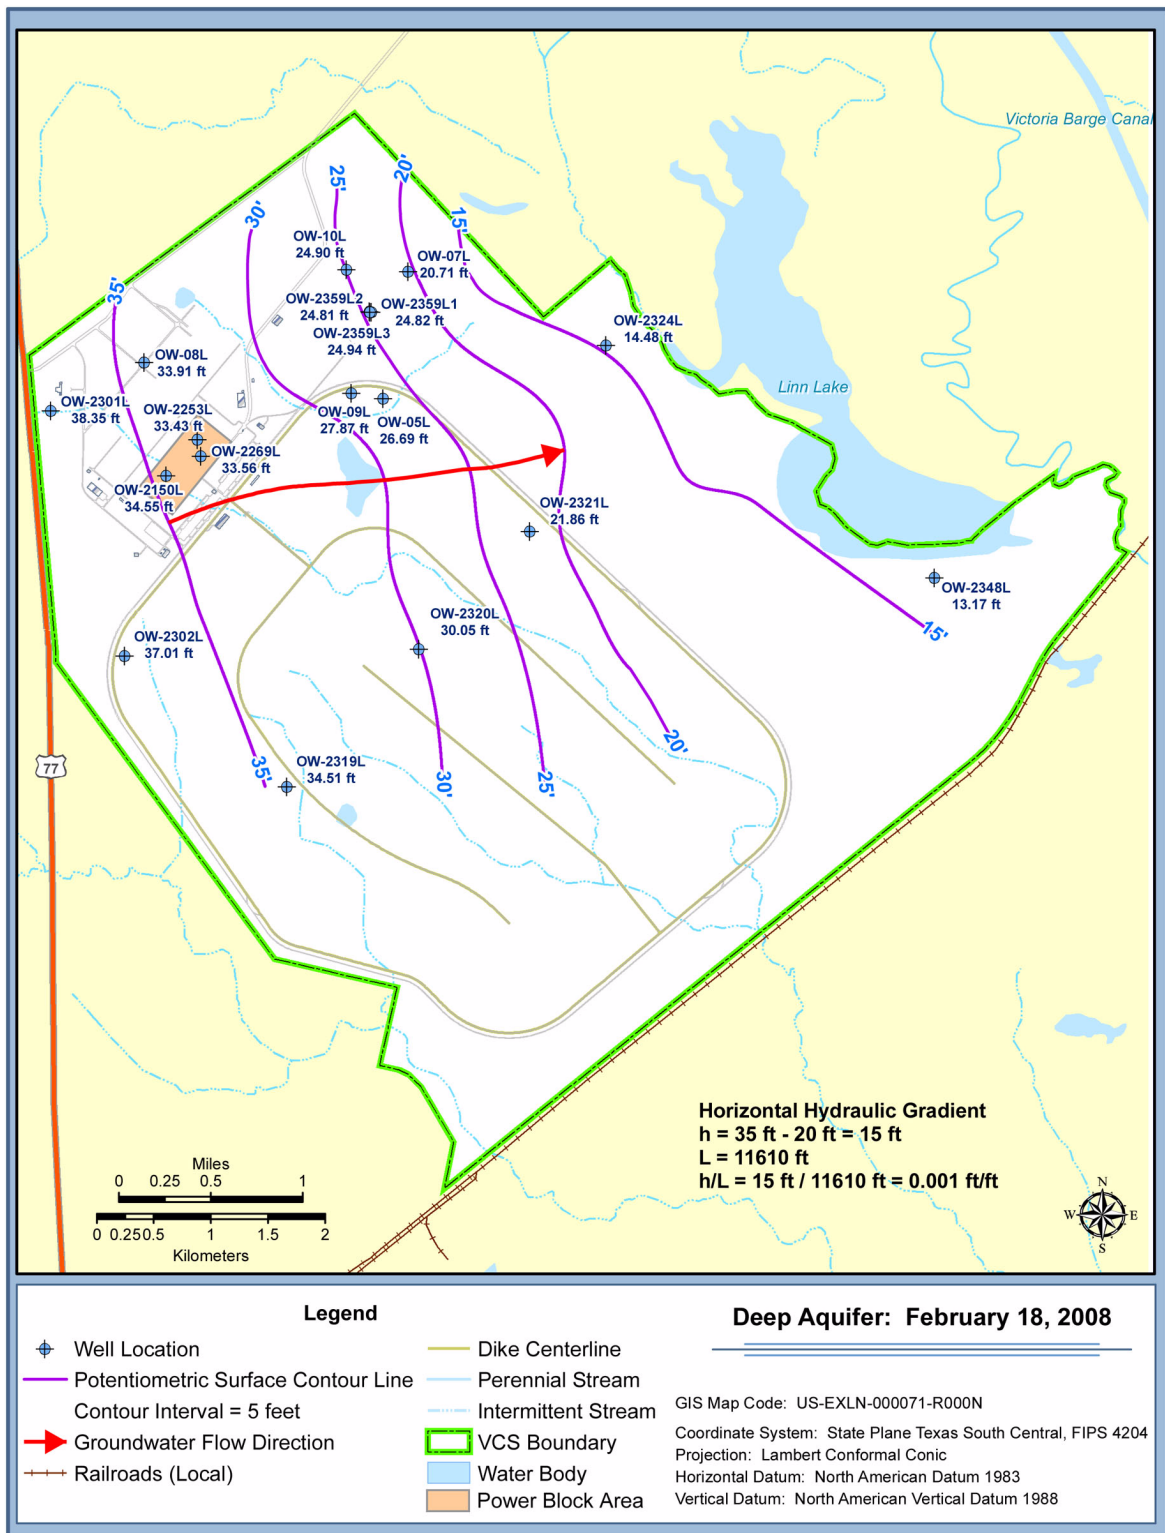 Victoria Barge Canal
20'
25'
15'
30'
OW-10L
24.90 ft
OW-07L
20.71 ft
35'
OW-2359L2
24.81 ft
OW-2359L1
24.82 ft
OW-2359L3
24.94 ft
OW-2324L
14.48 ft
OW-08L
33.91 ft
Linn Lake
OW-2301L
38.35 ft
OW-2253L
33.43 ft
OW-09L
27.87 ft
OW-05L
26.69 ft
OW-2269L
33.56 ft
OW-2150L
34.55 ft
OW-2321L
21.86 ft
OW-2348L
13.17 ft
OW-2320L
30.05 ft
15'
OW-2302L
37.01 ft
20'
77
35'
OW-2319L
34.51 ft
30'
25'
Horizontal Hydraulic Gradient
h = 35 ft - 20 ft = 15 ft
L = 11610 ft
h/L = 15 ft / 11610 ft = 0.001 ft/ft
Miles
0 0.25 0.5 1
0 0.25 0.5 1 1.5 2
Kilometers
N
W E
S
Legend
Well Location
Potentiometric Surface Contour Line
Contour Interval = 5 feet
Groundwater Flow Direction
Railroads (Local)
Dike Centerline
Perennial Stream
Intermittent Stream
VCS Boundary
Water Body
Power Block Area
Deep Aquifer: February 18, 2008
GIS Map Code: US-EXLN-000071-R000N
Coordinate System: State Plane Texas South Central, FIPS 4204
Projection: Lambert Conformal Conic
Horizontal Datum: North American Datum 1983
Vertical Datum: North American Vertical Datum 1988